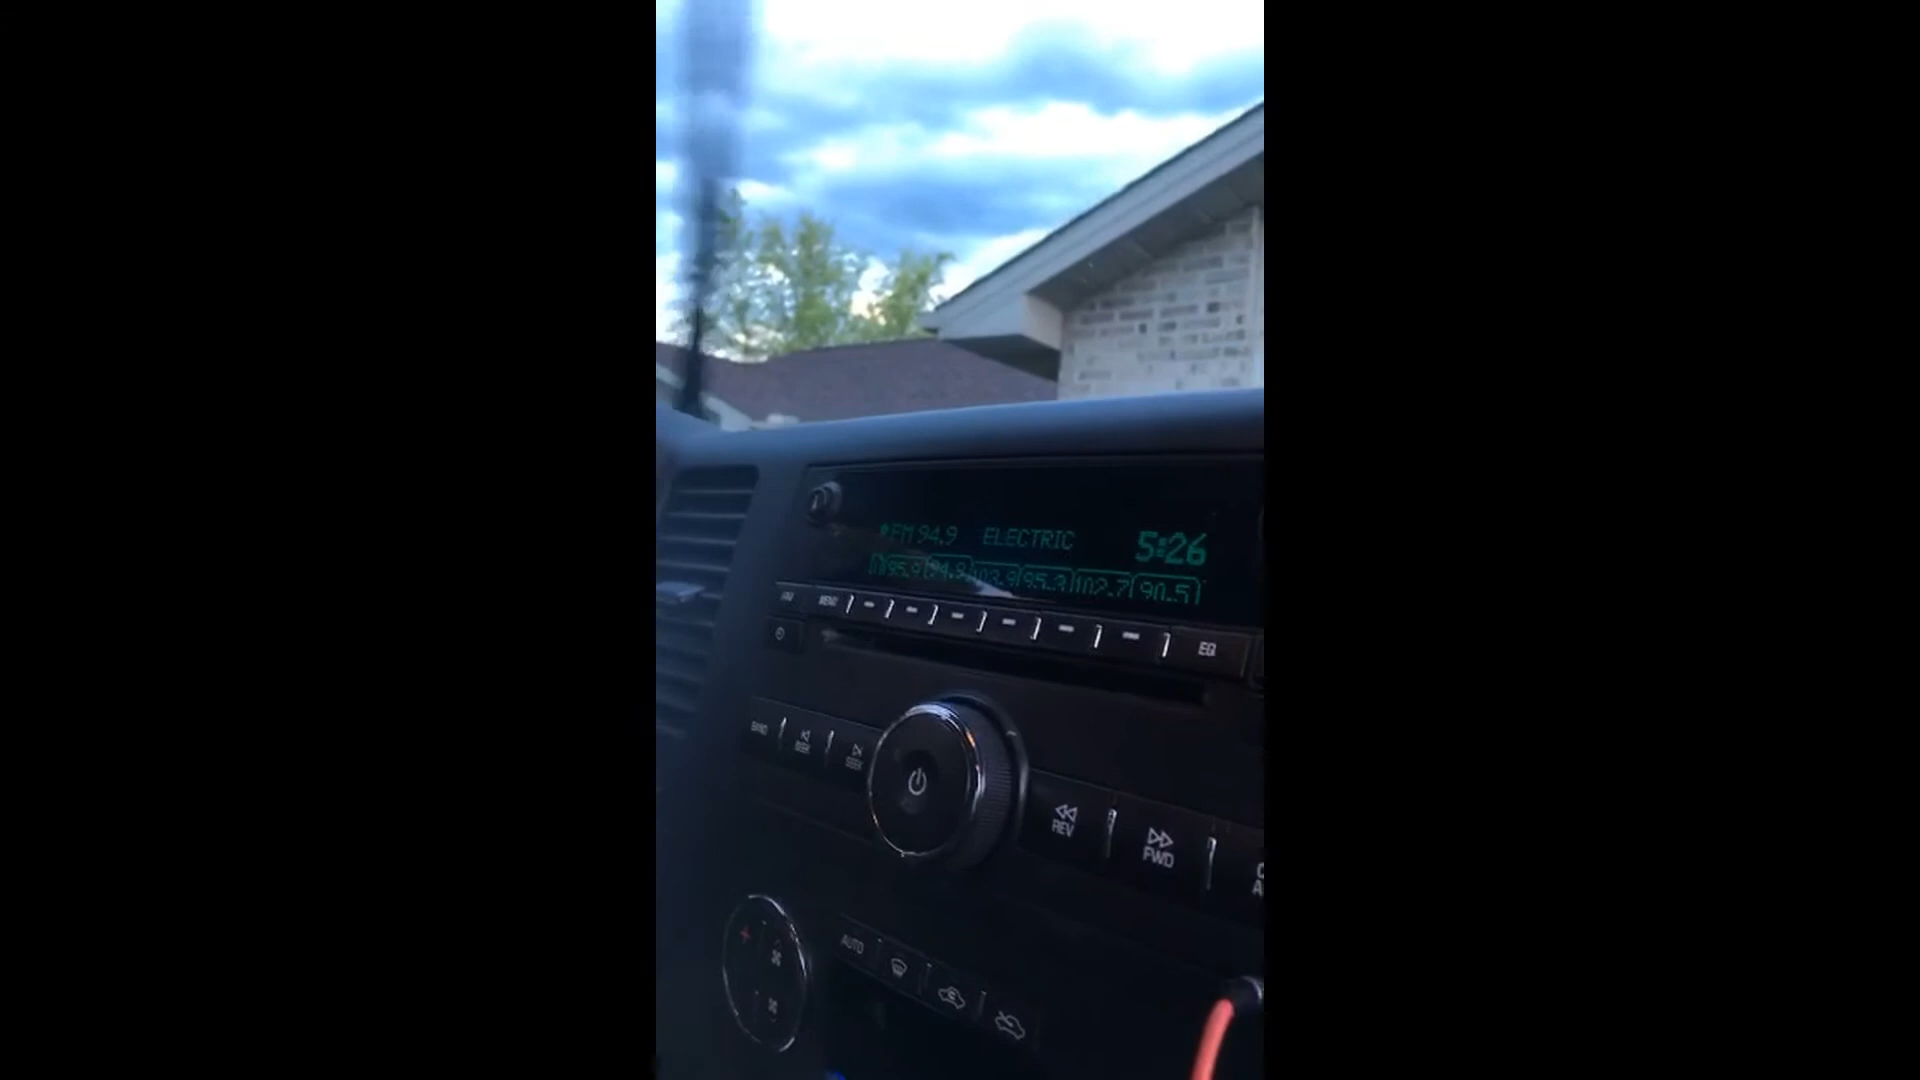 *FM 94.9 ELECTRIC 5:26
95.9 94.9 103.9 95.3 102.7 90.5
FAV MENU EQ
BAND SEEK SEEK
REV FWD
AUTO